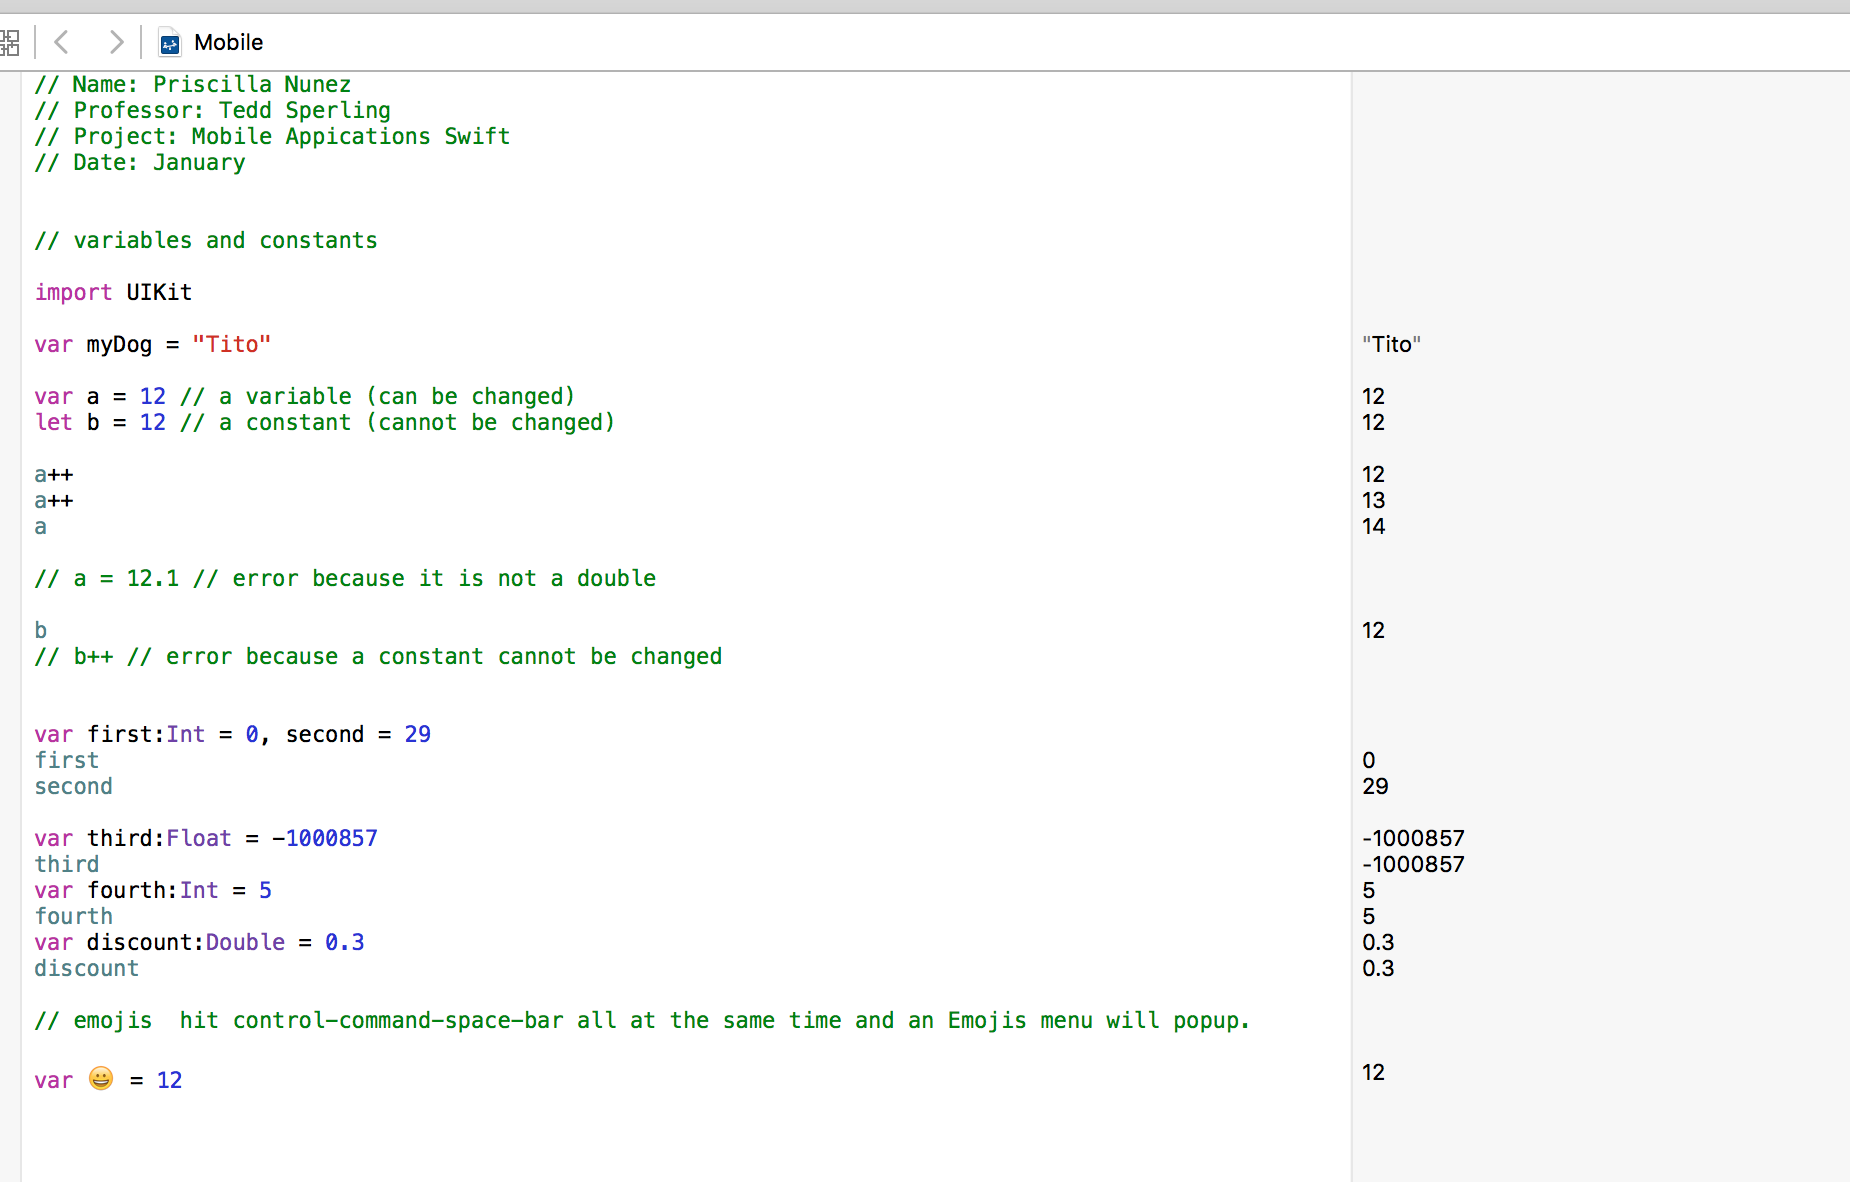 Mobile
// Name: Priscilla Nunez
// Professor: Tedd Sperling
// Project: Mobile Appications Swift
// Date: January
// variables and constants
import UIKit
var myDog = "Tito"
"Tito"
var a = 12 // a variable (can be changed)
12
let b = 12 // a constant (cannot be changed)
12
a++
12
a++
13
a
14
// a = 12.1 // error because it is not a double
b
12
// b++ // error because a constant cannot be changed
var first:Int = 0, second = 29
first
0
second
29
var third:Float = -1000857
-1000857
third
-1000857
var fourth:Int = 5
5
fourth
5
var discount:Double = 0.3
0.3
discount
0.3
// emojis  hit control-command-space-bar all at the same time and an Emojis menu will popup.
var 😀 = 12
12